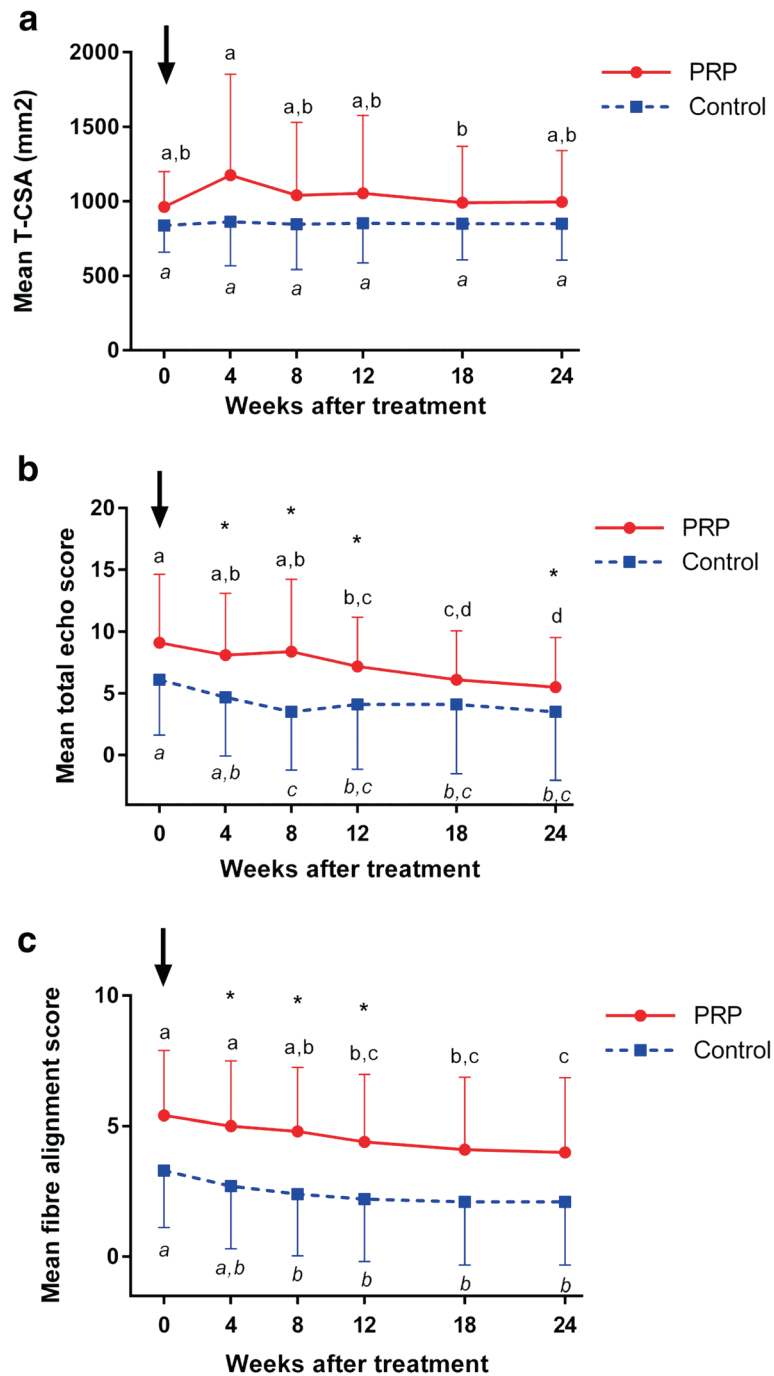 a
2000
1500
1000
500
0
Mean T-CSA (mm2)
a,b
a
a,b
a,b
b
a,b
a
a
a
a
a
a
0
4
8
12
18
24
Weeks after treatment
PRP
Control
b
20
15
10
5
0
Mean total echo score
*
*
*
*
a
a,b
a,b
b,c
c,d
d
a
a,b
c
b,c
b,c
b,c
0
4
8
12
18
24
Weeks after treatment
PRP
Control
c
10
5
0
Mean fibre alignment score
*
*
*
a
a
a,b
b,c
b,c
c
a
a,b
b
b
b
b
0
4
8
12
18
24
Weeks after treatment
PRP
Control